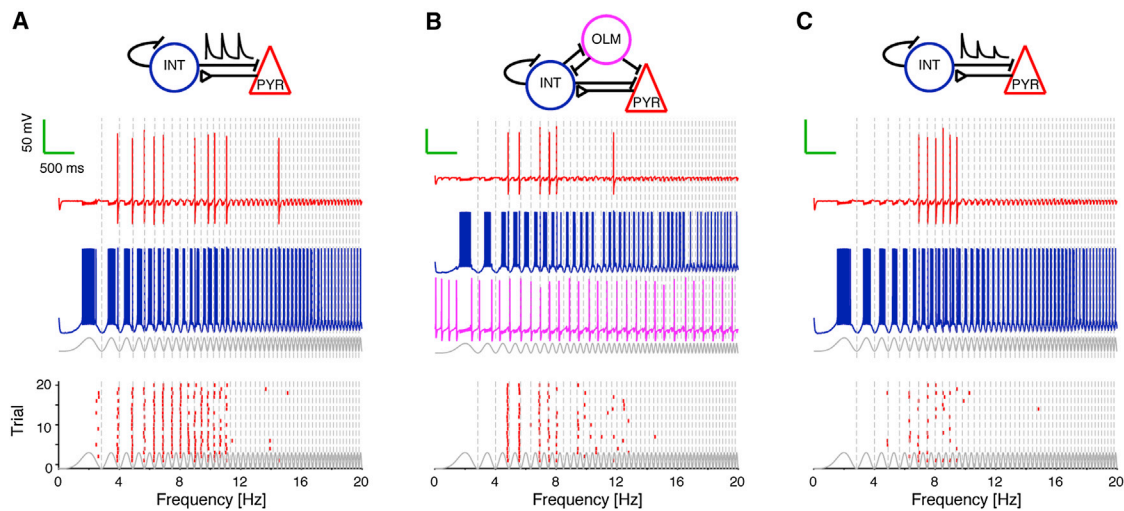 A B C
OLM
INT PYR
INT PYR
INT PYR
50 mV
500 ms
Trial
20
10
0
0 4 8 12 16 20
0 4 8 12 16 20
0 4 8 12 16 20
Frequency [Hz] Frequency [Hz] Frequency [Hz]